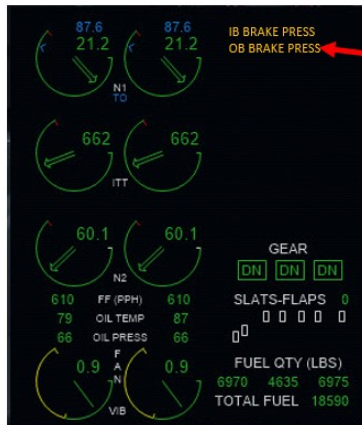 87.6 87.6
21.2 21.2
IB BRAKE PRESS
OB BRAKE PRESS
N1
TO
662 662
ITT
60.1 60.1
N2
GEAR
DN DN DN
610 FF (PPH) 610
79 OIL TEMP 87
66 OIL PRESS 66
SLATS-FLAPS 0
0.9 FAN 0.9
VIB
FUEL QTY (LBS)
6970 4635 6975
TOTAL FUEL 18590